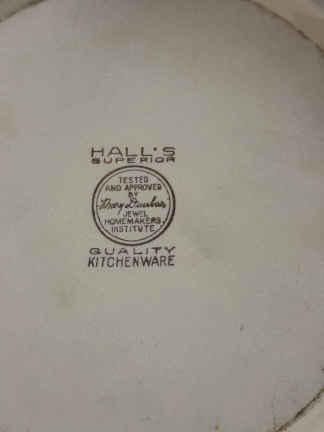 HALL'S
SUPERIOR
TESTED
AND APPROVED
BY
Mary Dunbar
JEWEL
HOMEMAKERS
INSTITUTE
QUALITY
KITCHENWARE